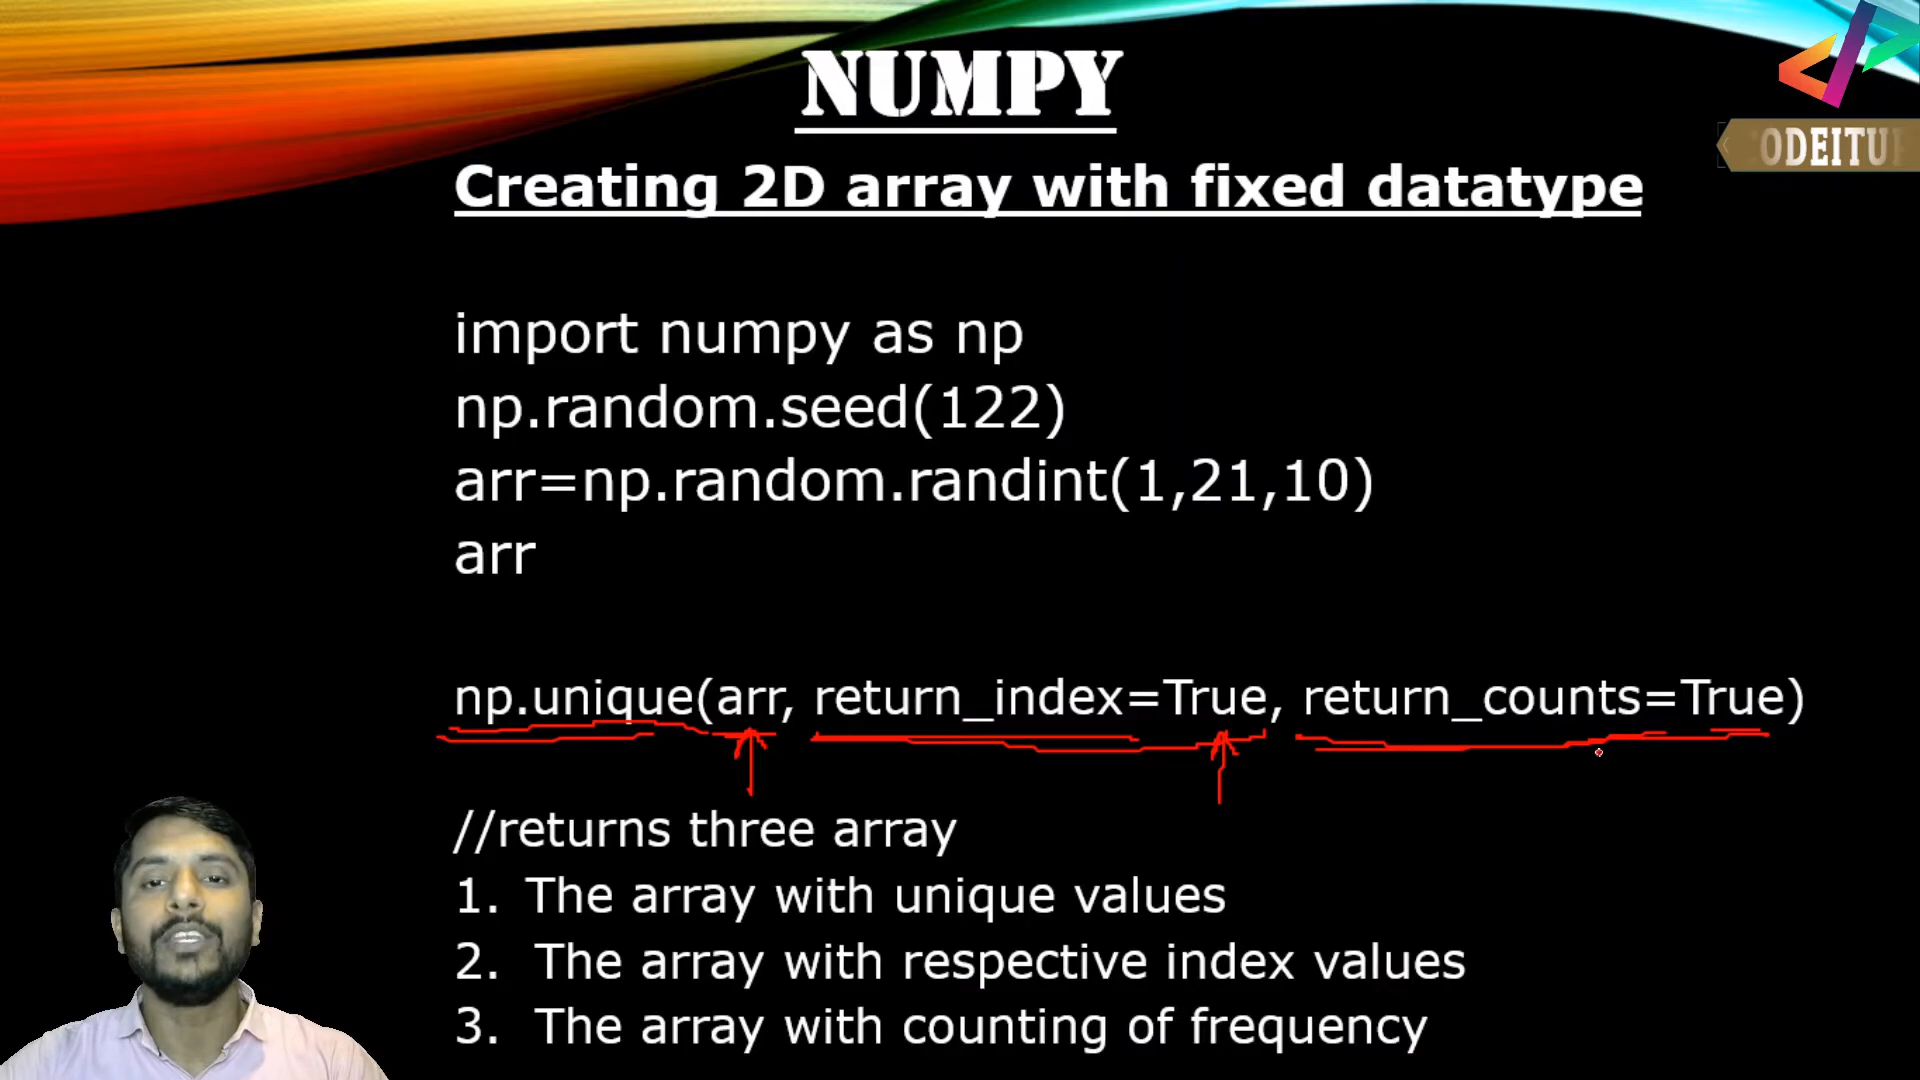 NUMPY
CODEITUP
Creating 2D array with fixed datatype
import numpy as np
np.random.seed(122)
arr=np.random.randint(1,21,10)
arr
np.unique(arr, return_index=True, return_counts=True)
//returns three array
1. The array with unique values
2. The array with respective index values
3. The array with counting of frequency